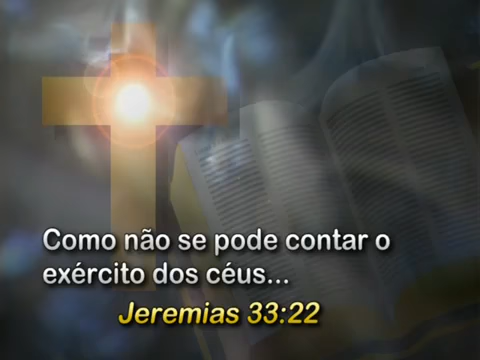 Como não se pode contar o
exército dos céus...
Jeremias 33:22